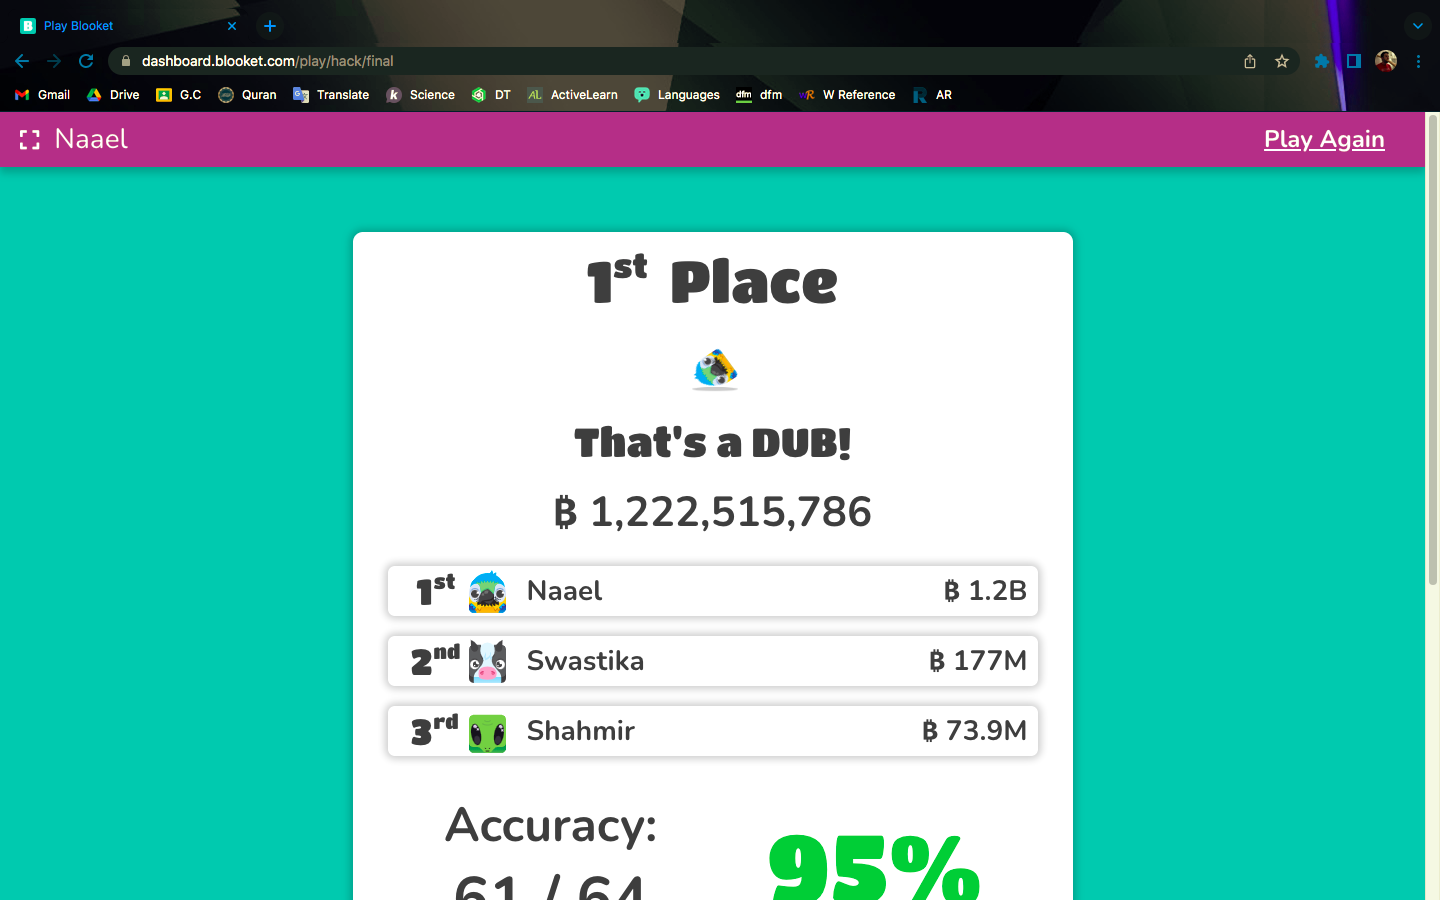 Play Blooket
dashboard.blooket.com/play/hack/final
Gmail Drive G.C Quran Translate Science DT ActiveLearn Languages dfm W Reference AR
Naael Play Again
1st Place
That's a DUB!
฿ 1,222,515,786
1st Naael ฿ 1.2B
2nd Swastika ฿ 177M
3rd Shahmir ฿ 73.9M
Accuracy:
61 / 64
95%